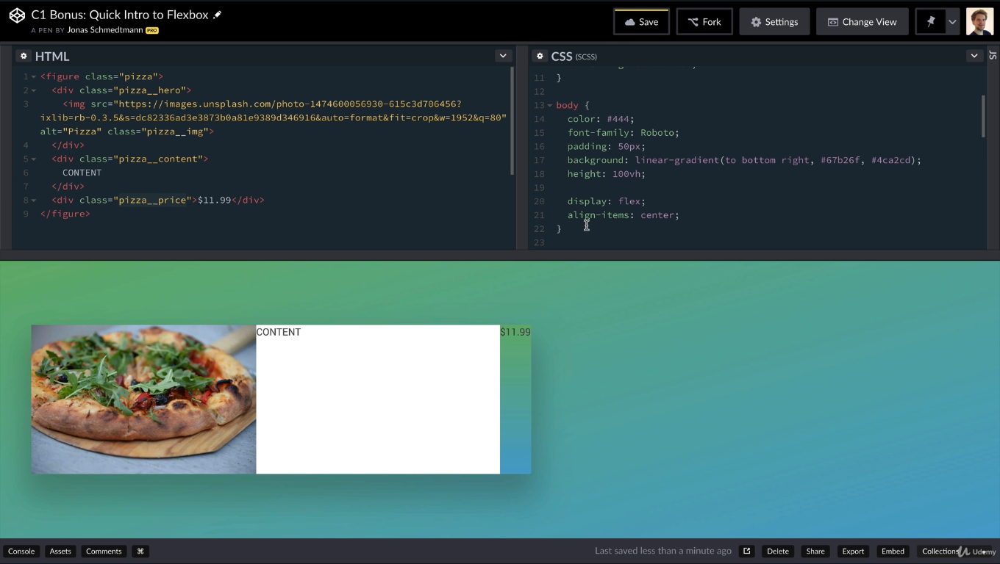 C1 Bonus: Quick Intro to Flexbox
A PEN BY Jonas Schmedtmann PRO
Save
Fork
Settings
Change View
HTML
1 <figure class="pizza">
2 <div class="pizza__hero">
3 <img src="https://images.unsplash.com/photo-1474600056930-615c3d706456?
ixlib=rb-0.3.5&s=dc82336ad3e3873b0a81e9389d346916&auto=format&fit=crop&w=1952&q=80"
alt="Pizza" class="pizza__img">
4 </div>
5 <div class="pizza__content">
6 CONTENT
7 </div>
8 <div class="pizza__price">$11.99</div>
9 </figure>
CSS (SCSS)
JS
11 }
12
13 body {
14 color: #444;
15 font-family: Roboto;
16 padding: 50px;
17 background: linear-gradient(to bottom right, #67b26f, #4ca2cd);
18 height: 100vh;
19
20 display: flex;
21 align-items: center;
22 }
23
CONTENT
$11.99
Console
Assets
Comments
⌘
Last saved less than a minute ago
Delete
Share
Export
Embed
Collections
Udemy